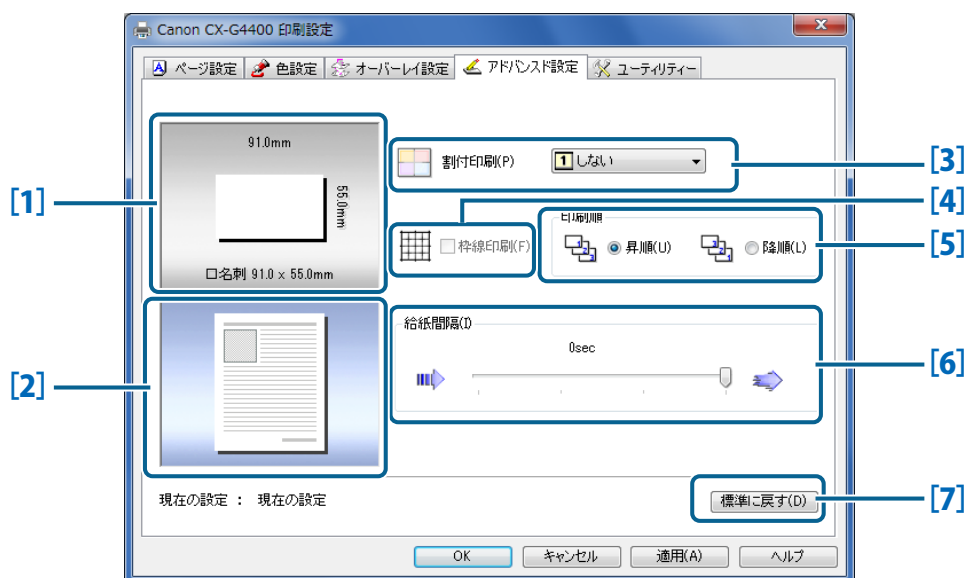 Canon CX-G4400 印刷設定
ページ設定 色設定 オーバーレイ設定 アドバンスド設定 ユーティリティー
91.0mm
55.0mm
口名刺 91.0 x 55.0mm
割付印刷(P)
1 しない
枠線印刷(F)
印刷順
昇順(U)
降順(L)
給紙間隔(I)
0sec
現在の設定 : 現在の設定
標準に戻す(D)
OK キャンセル 適用(A) ヘルプ
[1]
[2]
[3]
[4]
[5]
[6]
[7]